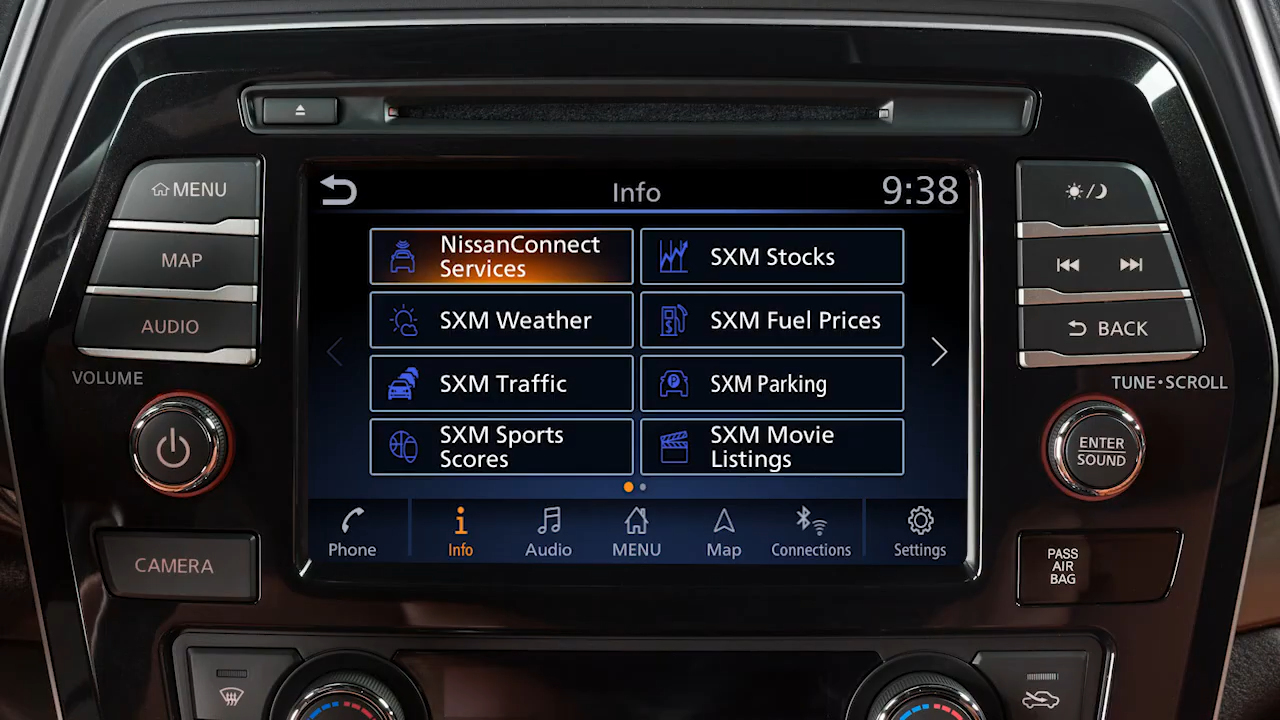 MENU
MAP
AUDIO
VOLUME
CAMERA
Info
9:38
NissanConnect
Services
SXM Stocks
SXM Weather
SXM Fuel Prices
SXM Traffic
SXM Parking
SXM Sports
Scores
SXM Movie
Listings
Phone
Info
Audio
MENU
Map
Connections
Settings
BACK
TUNE•SCROLL
ENTER
SOUND
PASS
AIR
BAG